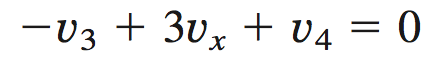 −v₃ + 3vₓ + v₄ = 0